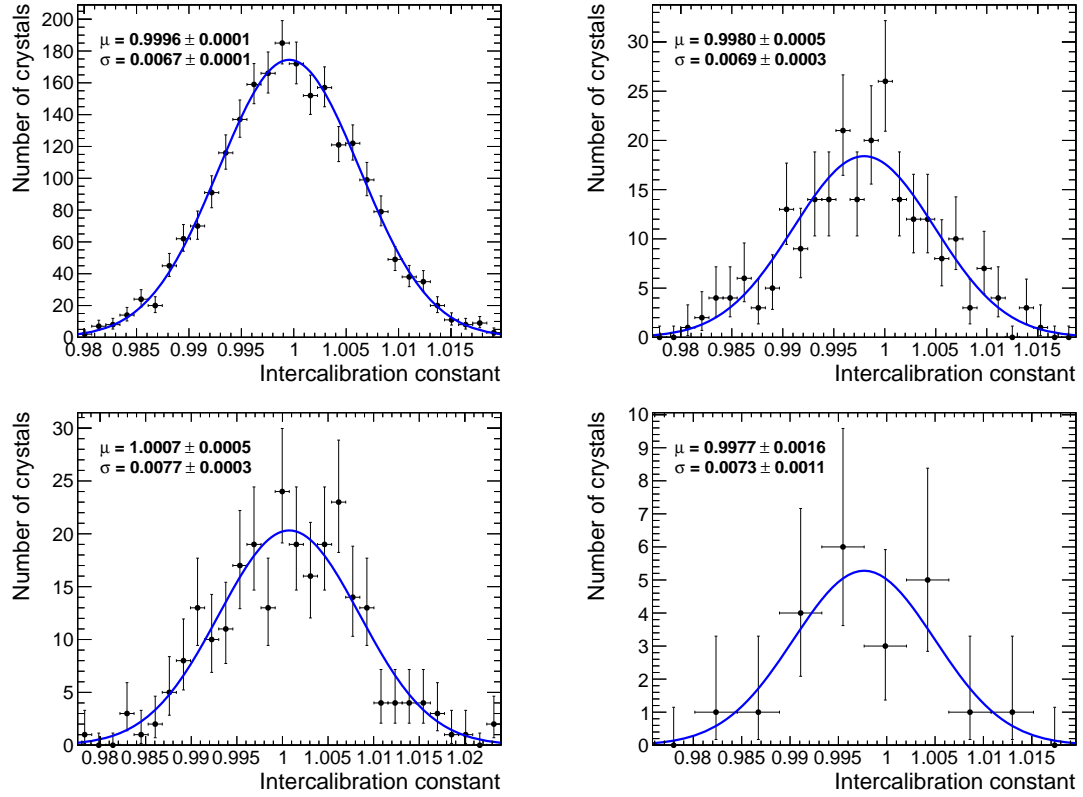 Number of crystals
200
180
160
140
120
100
80
60
40
20
0
μ = 0.9996 ± 0.0001
σ = 0.0067 ± 0.0001
0.98 0.985 0.99 0.995 1 1.005 1.01 1.015
Intercalibration constant
Number of crystals
30
25
20
15
10
5
0
μ = 0.9980 ± 0.0005
σ = 0.0069 ± 0.0003
0.98 0.985 0.99 0.995 1 1.005 1.01 1.015
Intercalibration constant
Number of crystals
30
25
20
15
10
5
0
μ = 1.0007 ± 0.0005
σ = 0.0077 ± 0.0003
0.98 0.985 0.99 0.995 1 1.005 1.01 1.015 1.02
Intercalibration constant
Number of crystals
10
9
8
7
6
5
4
3
2
1
0
μ = 0.9977 ± 0.0016
σ = 0.0073 ± 0.0011
0.98 0.985 0.99 0.995 1 1.005 1.01 1.015
Intercalibration constant